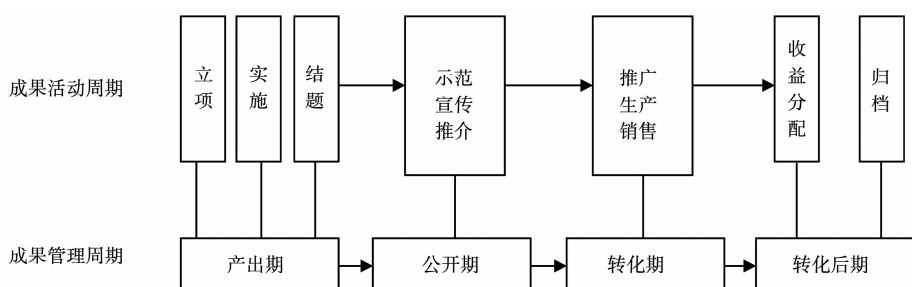 成果活动周期
立项
实施
结题
示范
宣传
推介
推广
生产
销售
收益分配
归档
成果管理周期
产出期
公开期
转化期
转化后期